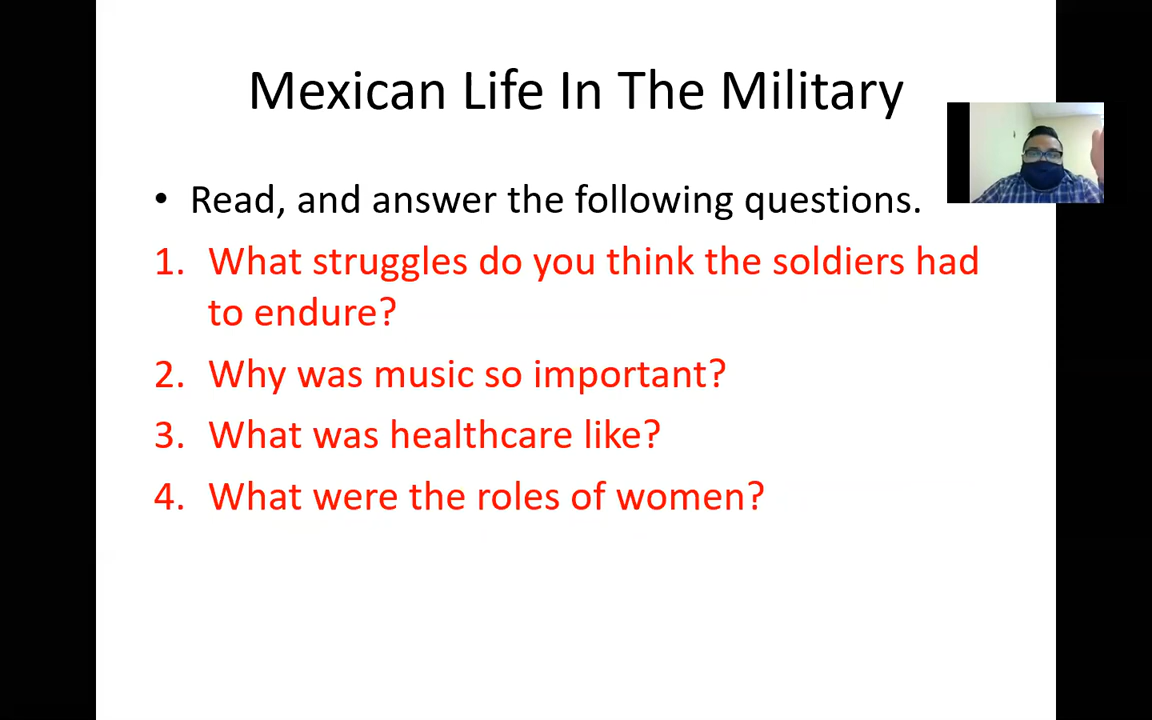 Mexican Life In The Military
• Read, and answer the following questions.
1. What struggles do you think the soldiers had
to endure?
2. Why was music so important?
3. What was healthcare like?
4. What were the roles of women?